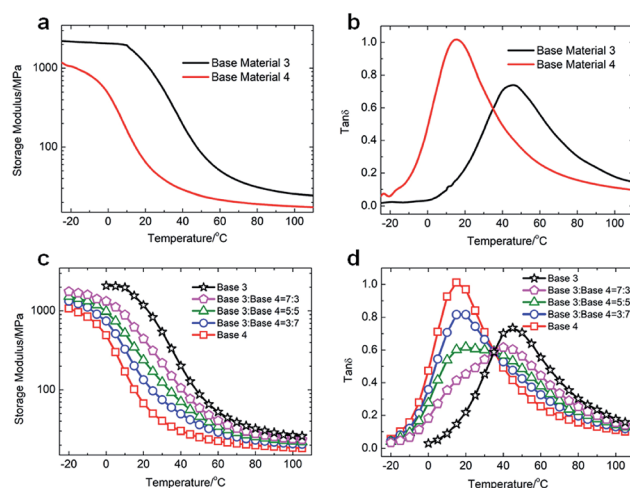 a
1000
100
Storage Modulus/MPa
Base Material 3
Base Material 4
-20 0 20 40 60 80 100
Temperature/°C
b
1.0
0.8
0.6
0.4
0.2
0.0
Tanδ
Base Material 3
Base Material 4
-20 0 20 40 60 80 100
Temperature/°C
c
1000
100
Storage Modulus/MPa
Base 3
Base 3:Base 4=7:3
Base 3:Base 4=5:5
Base 3:Base 4=3:7
Base 4
-20 0 20 40 60 80 100
Temperature/°C
d
1.0
0.8
0.6
0.4
0.2
0.0
Tanδ
Base 3
Base 3:Base 4=7:3
Base 3:Base 4=5:5
Base 3:Base 4=3:7
Base 4
-20 0 20 40 60 80 100
Temperature/°C